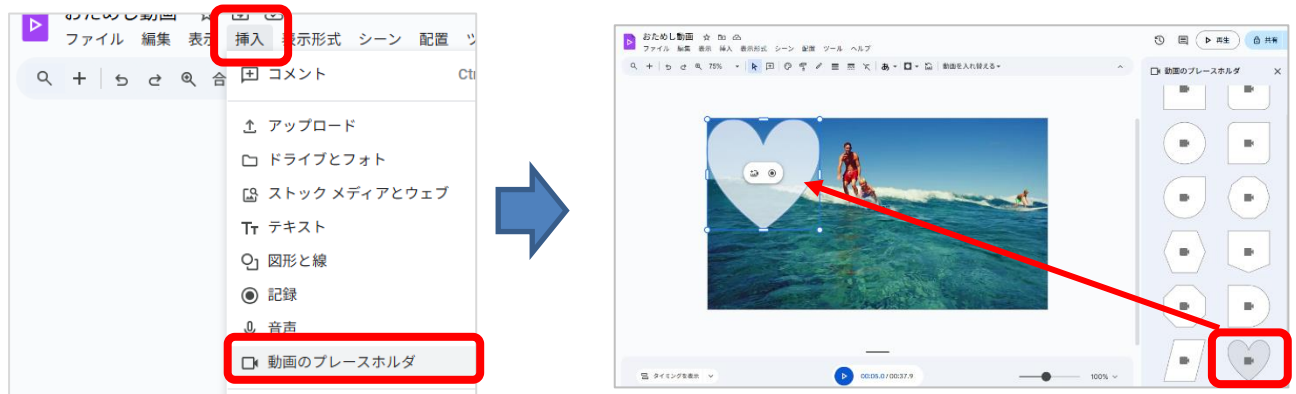 おためし動画
ファイル 編集 表示 挿入 表示形式 シーン 配置 ツ
合
コメント Ctr
アップロード
ドライブとフォト
ストック メディアとウェブ
テキスト
図形と線
記録
音声
動画のプレースホルダ
おためし動画
ファイル 編集 表示 挿入 表示形式 シーン 配置 ツール ヘルプ
再生 共有
75% あ 動画を入れ替える
動画のプレースホルダ
タイミングを表示 00:05.0 / 00:37.9 100%